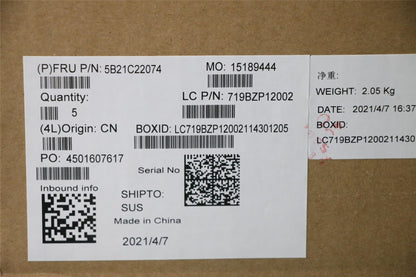 (P)FRU P/N: 5B21C22074
MO: 15189444
Quantity:
5
LC P/N: 719BZP12002
(4L)Origin: CN
BOXID: LC719BZP12002114301205
PO: 4501607617
Serial No
Inbound info
SHIPTO:
SUS
Made in China
2021/4/7
净重:
WEIGHT: 2.05 Kg
DATE: 2021/4/7 16:37
BOXID:
LC719BZP1200211430